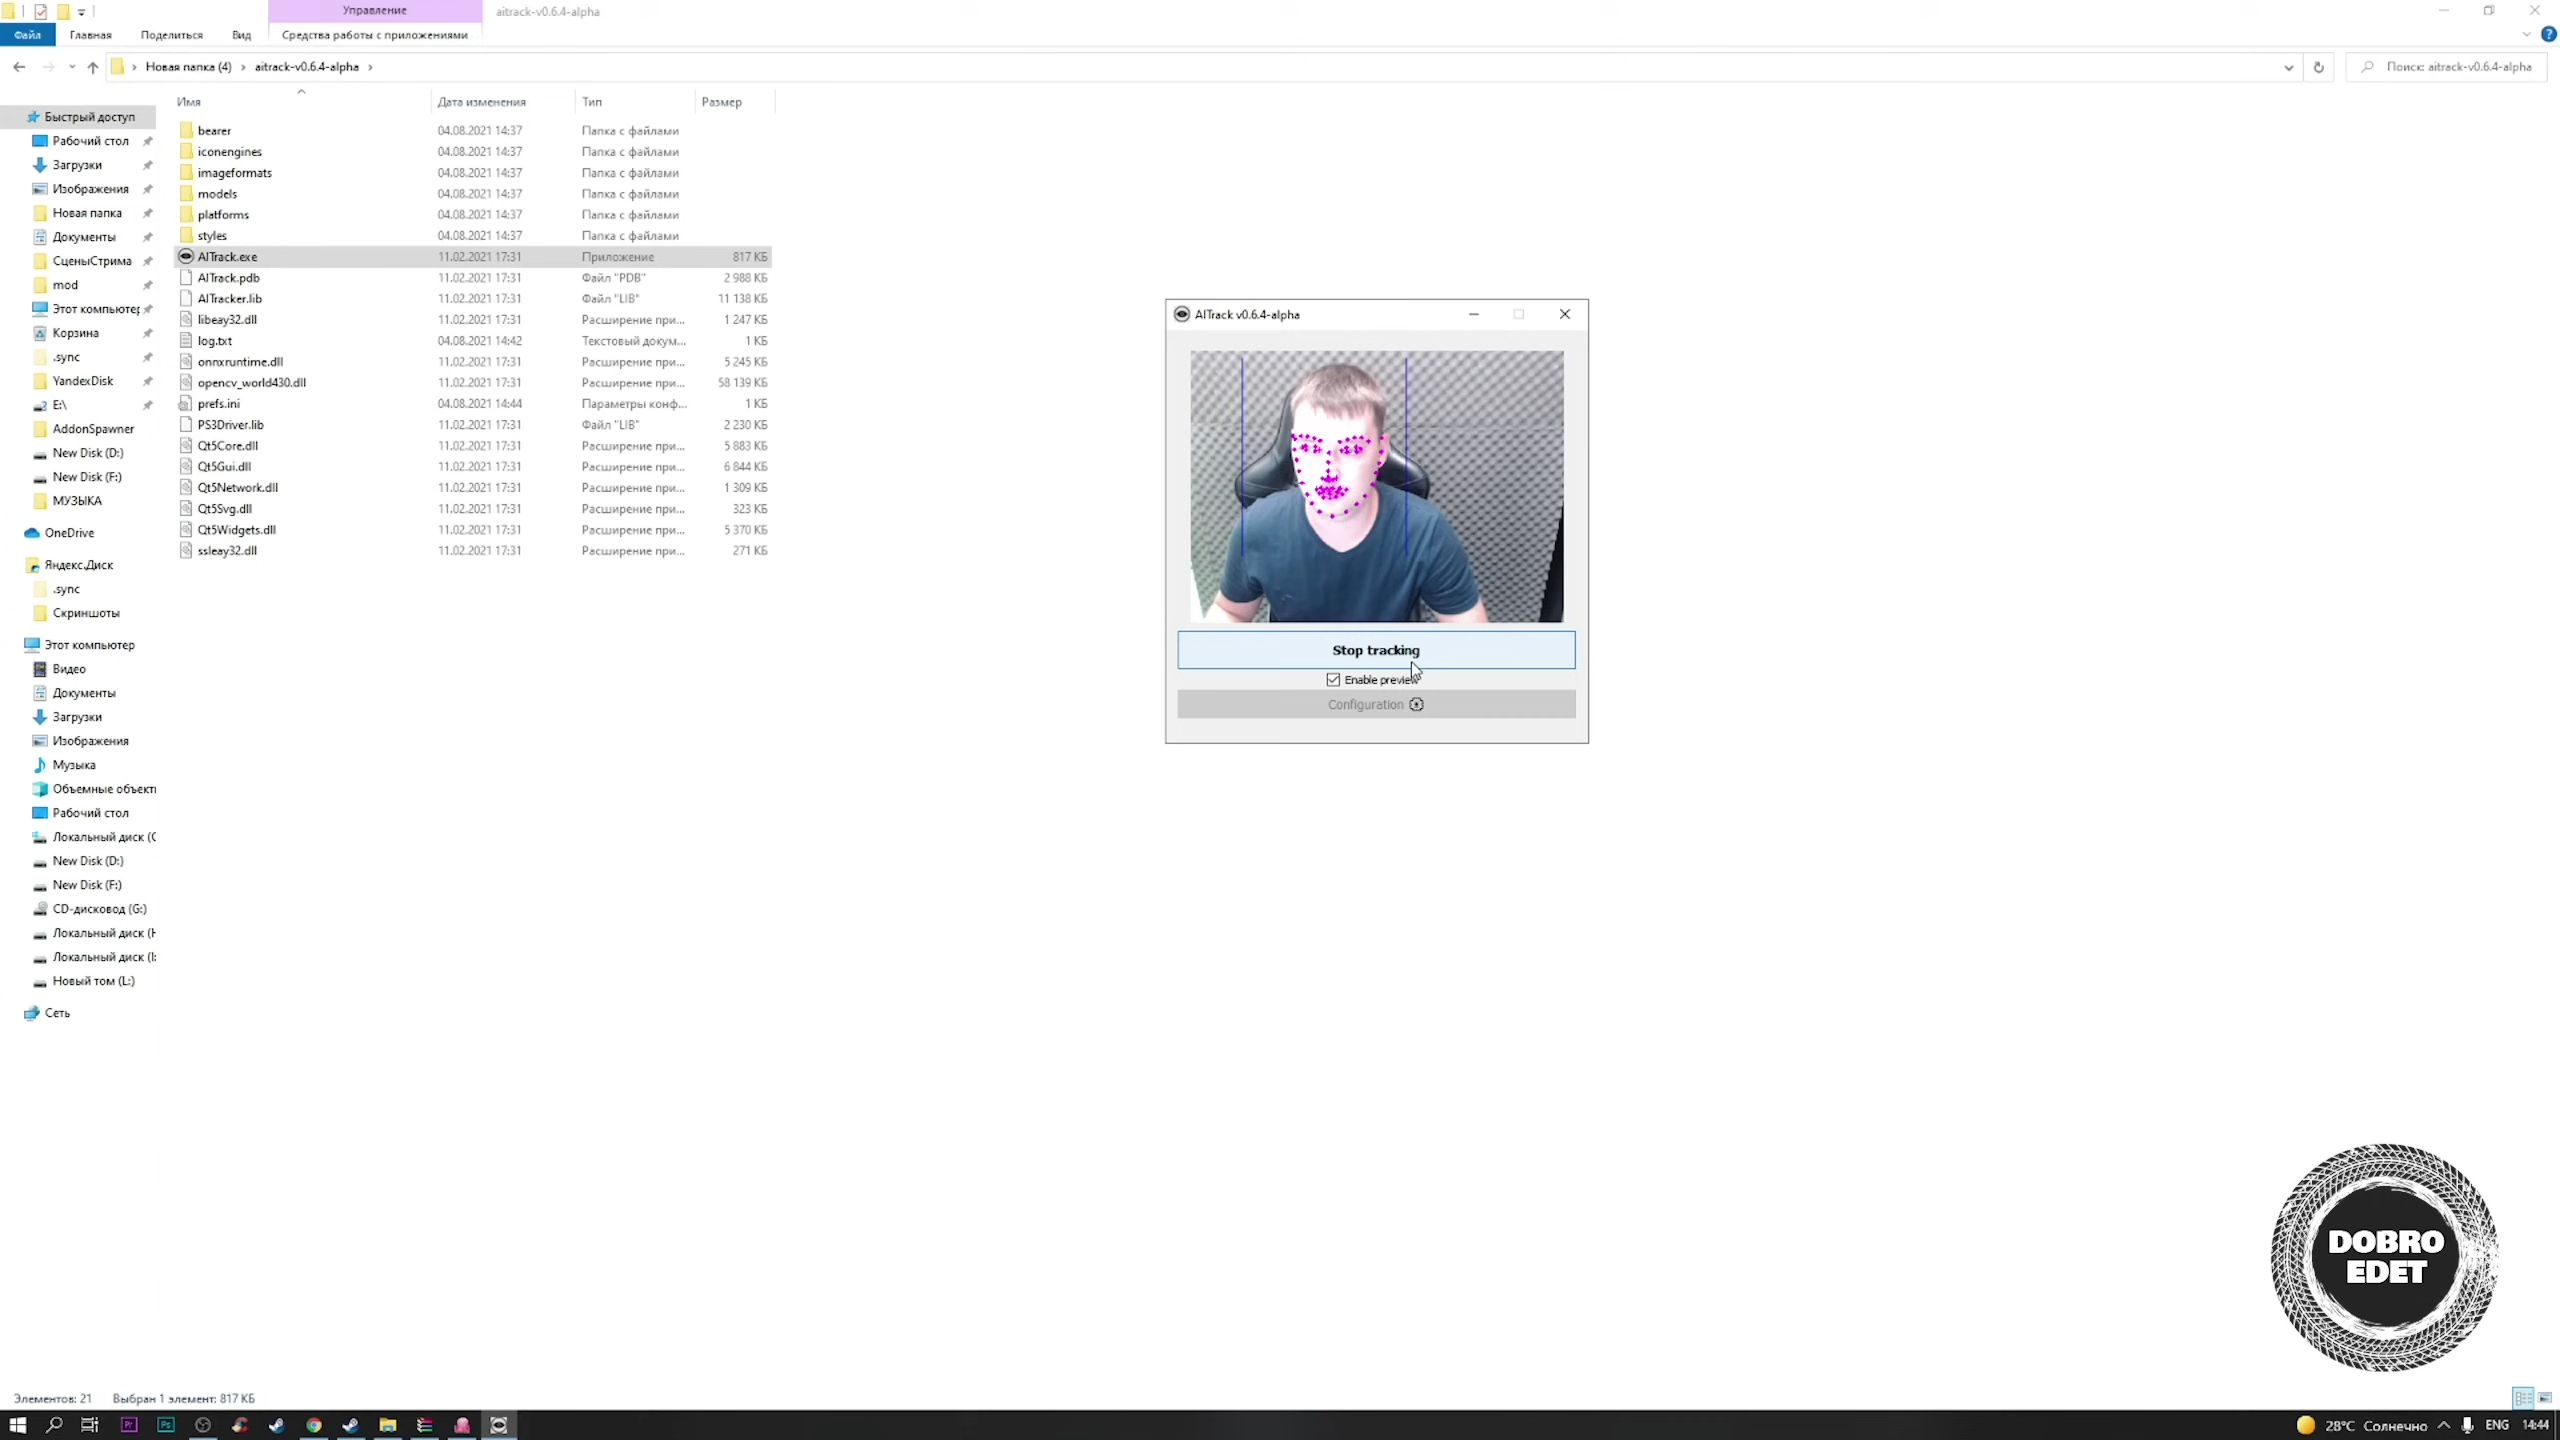 Управление
aitrack-v0.6.4-alpha
Файл
Главная
Поделиться
Вид
Средства работы с приложениями
Новая папка (4)
aitrack-v0.6.4-alpha
Поиск: aitrack-v0.6.4-alpha
Имя
Дата изменения
Тип
Размер
Быстрый доступ
Рабочий стол
Загрузки
Изображения
Новая папка
Документы
СценыСтрима
mod
Этот компьютер
Корзина
.sync
YandexDisk
E:\
AddonSpawner
New Disk (D:)
New Disk (F:)
МУЗЫКА
OneDrive
Яндекс.Диск
.sync
Скриншоты
Этот компьютер
Видео
Документы
Загрузки
Изображения
Музыка
Объемные объекты
Рабочий стол
Локальный диск (C
New Disk (D:)
New Disk (F:)
CD-дисковод (G:)
Локальный диск (H
Локальный диск (I:
Новый том (L:)
Сеть
bearer 04.08.2021 14:37 Папка с файлами
iconengines 04.08.2021 14:37 Папка с файлами
imageformats 04.08.2021 14:37 Папка с файлами
models 04.08.2021 14:37 Папка с файлами
platforms 04.08.2021 14:37 Папка с файлами
styles 04.08.2021 14:37 Папка с файлами
AITrack.exe 11.02.2021 17:31 Приложение 817 КБ
AITrack.pdb 11.02.2021 17:31 Файл "PDB" 2 988 КБ
AITracker.lib 11.02.2021 17:31 Файл "LIB" 11 138 КБ
libeay32.dll 11.02.2021 17:31 Расширение при... 1 247 КБ
log.txt 04.08.2021 14:42 Текстовый докум... 1 КБ
onnxruntime.dll 11.02.2021 17:31 Расширение при... 5 245 КБ
opencv_world430.dll 11.02.2021 17:31 Расширение при... 58 139 КБ
prefs.ini 04.08.2021 14:44 Параметры конф... 1 КБ
PS3Driver.lib 11.02.2021 17:31 Файл "LIB" 2 230 КБ
Qt5Core.dll 11.02.2021 17:31 Расширение при... 5 883 КБ
Qt5Gui.dll 11.02.2021 17:31 Расширение при... 6 844 КБ
Qt5Network.dll 11.02.2021 17:31 Расширение при... 1 309 КБ
Qt5Svg.dll 11.02.2021 17:31 Расширение при... 323 КБ
Qt5Widgets.dll 11.02.2021 17:31 Расширение при... 5 370 КБ
ssleay32.dll 11.02.2021 17:31 Расширение при... 271 КБ
AITrack v0.6.4-alpha
Stop tracking
Enable preview
Configuration
DOBRO
EDET
Элементов: 21
Выбран 1 элемент: 817 КБ
Pr
Ps
28°C Солнечно
ENG
14:44